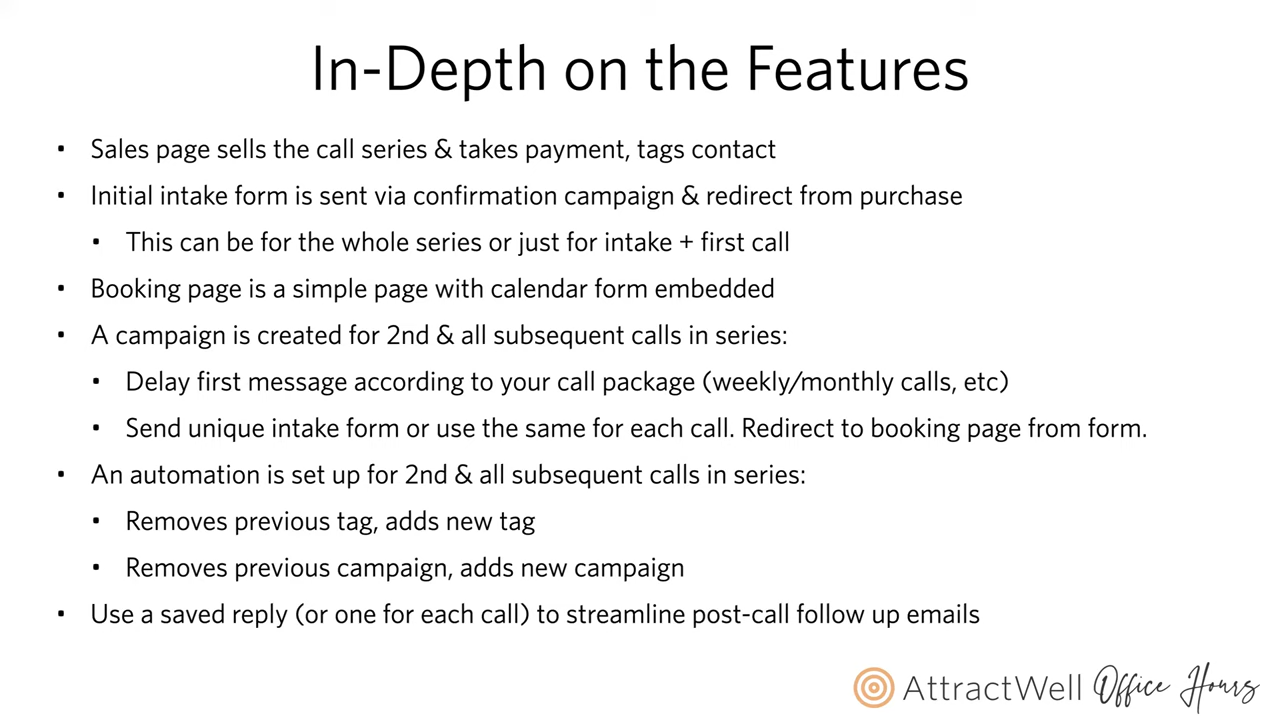 In-Depth on the Features
▪ Sales page sells the call series & takes payment, tags contact
▪ Initial intake form is sent via confirmation campaign & redirect from purchase
▪ This can be for the whole series or just for intake + first call
▪ Booking page is a simple page with calendar form embedded
▪ A campaign is created for 2nd & all subsequent calls in series:
▪ Delay first message according to your call package (weekly/monthly calls, etc)
▪ Send unique intake form or use the same for each call. Redirect to booking page from form.
▪ An automation is set up for 2nd & all subsequent calls in series:
▪ Removes previous tag, adds new tag
▪ Removes previous campaign, adds new campaign
▪ Use a saved reply (or one for each call) to streamline post-call follow up emails
AttractWell Office Hours